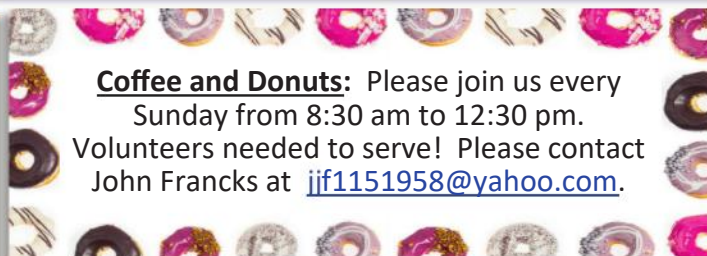 Coffee and Donuts: Please join us every
Sunday from 8:30 am to 12:30 pm.
Volunteers needed to serve! Please contact
John Francks at jjf1151958@yahoo.com.